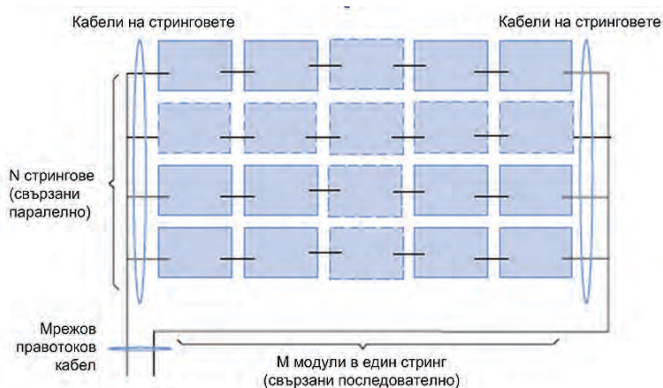 Кабели на стринговете
Кабели на стринговете
N стрингове
(свързани
паралелно)
Мрежов
правотоков
кабел
М модули в един стринг
(свързани последователно)